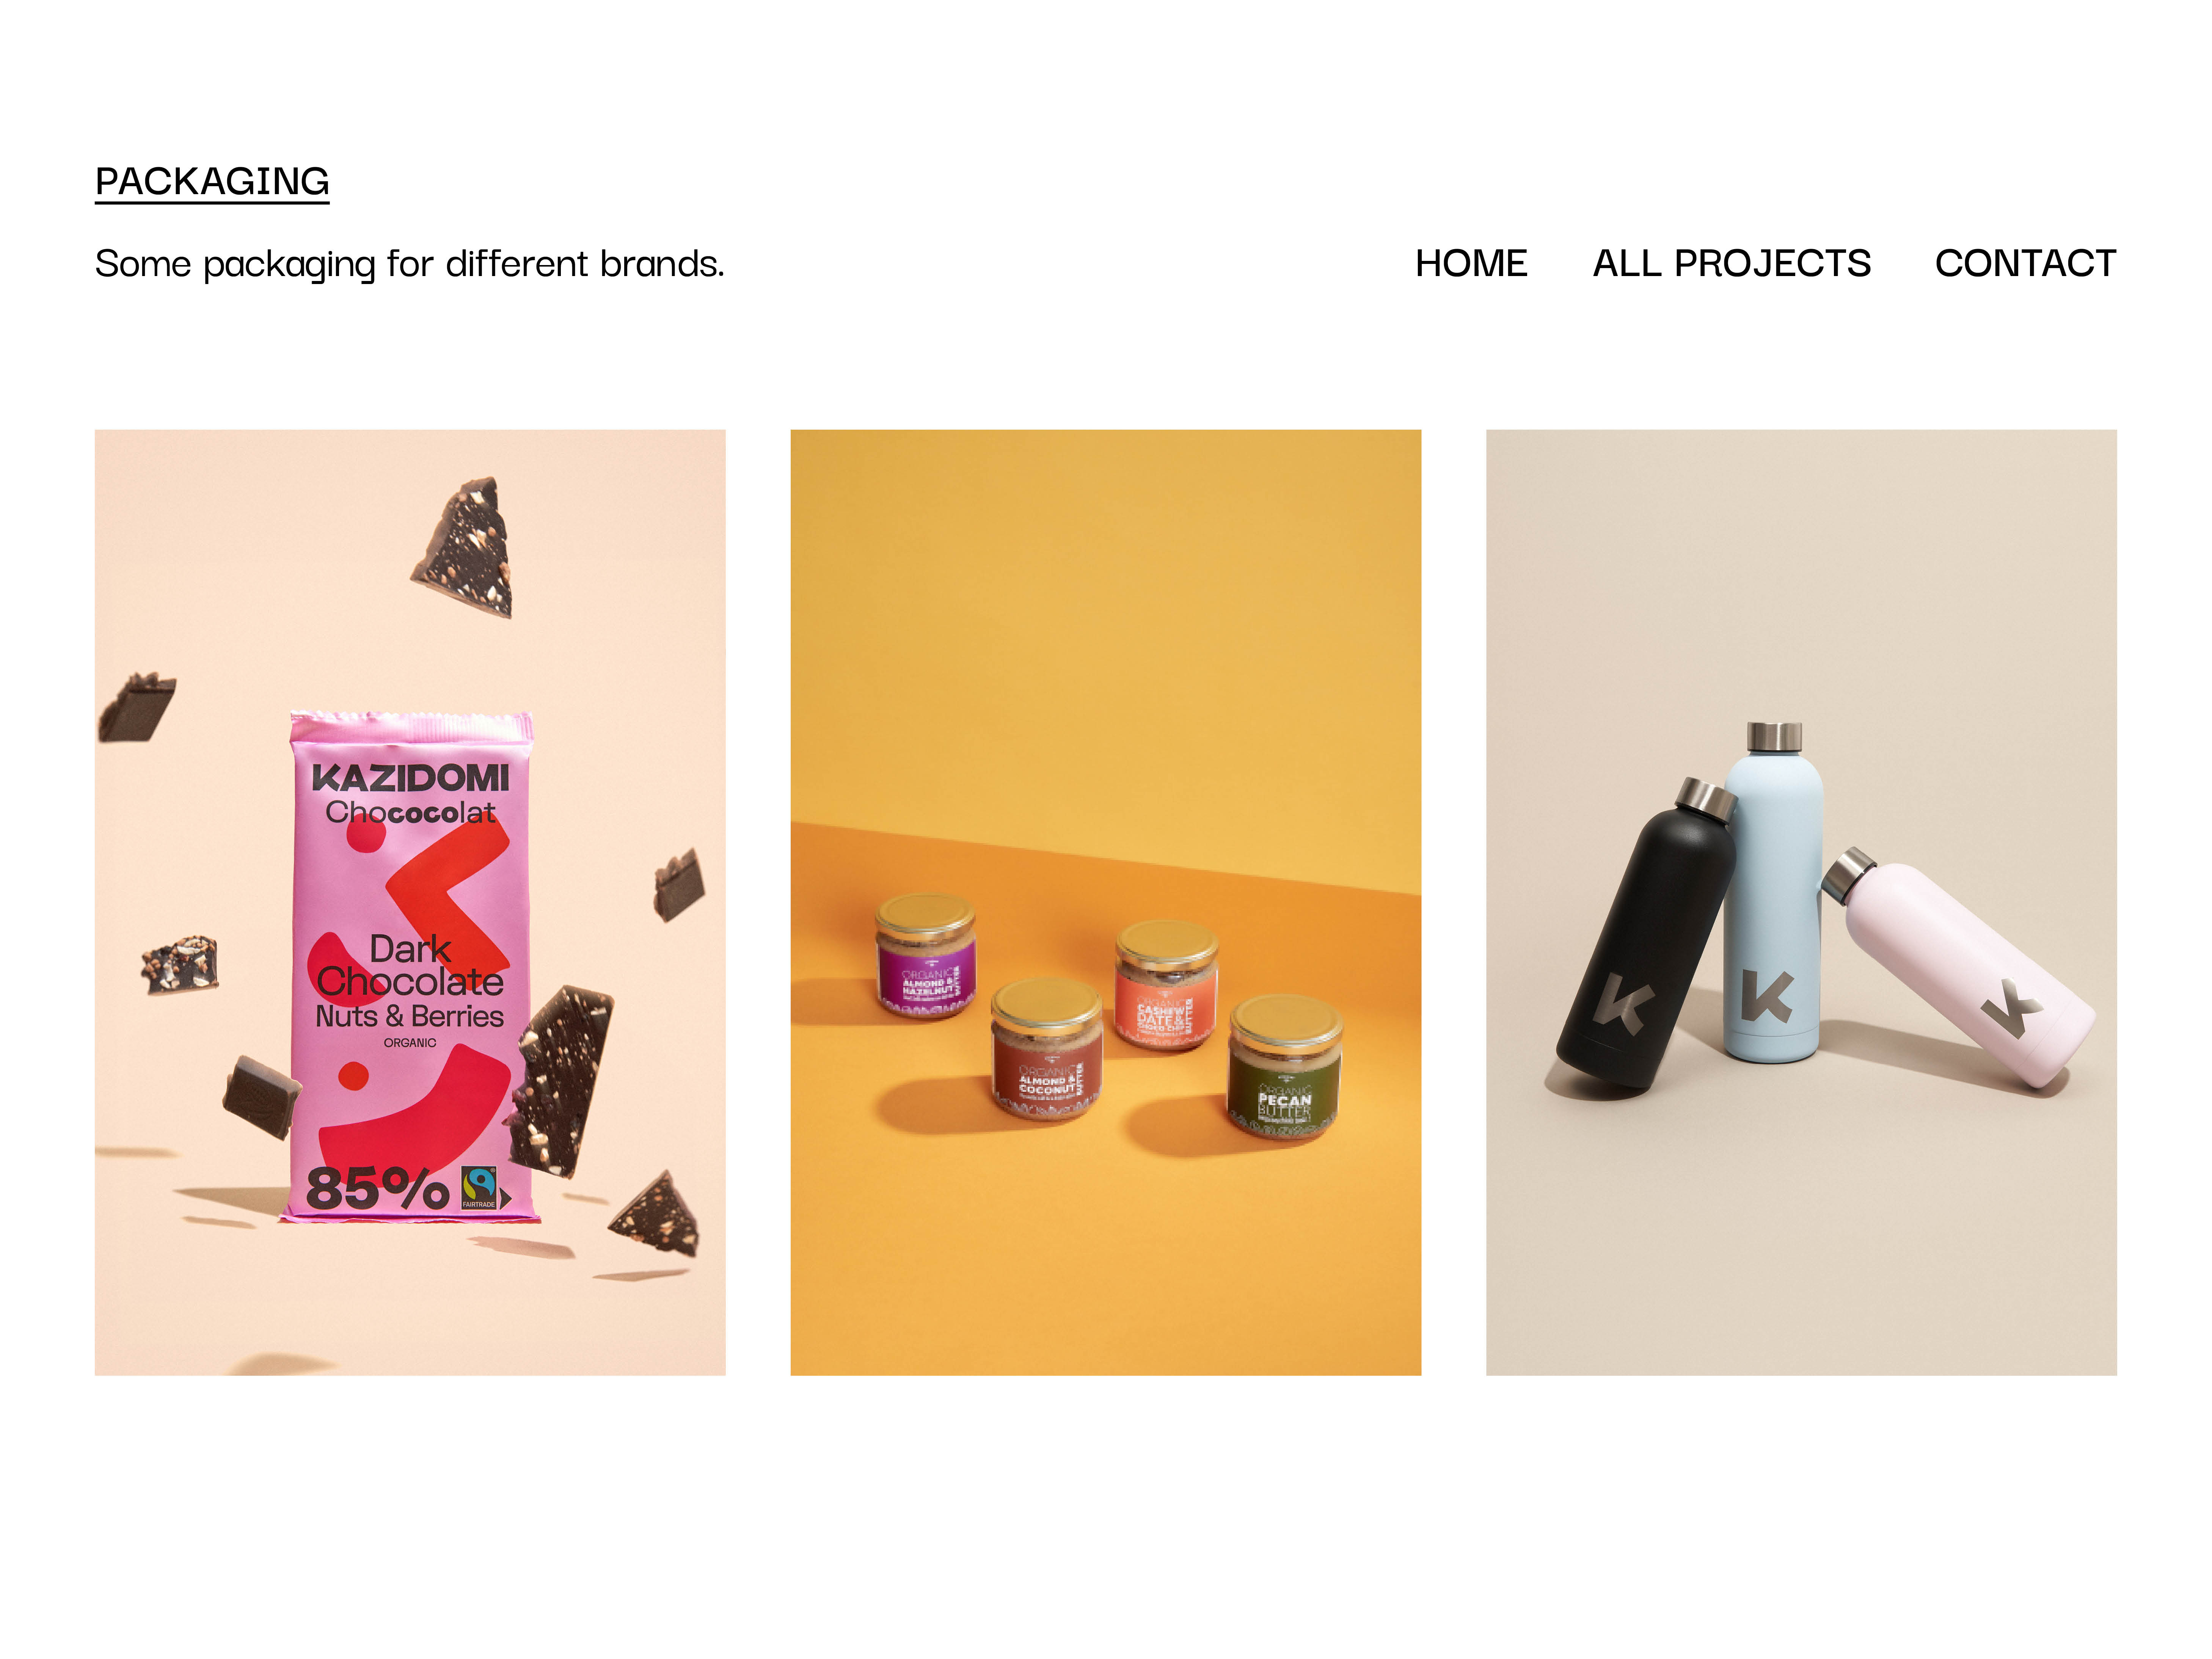 PACKAGING
Some packaging for different brands.
HOME
ALL PROJECTS
CONTACT
KAZIDOMI
Chococolat
Dark
Chocolate
Nuts & Berries
ORGANIC
85%
FAIRTRADE
ORGANIC
ALMOND &
HAZELNUT
BUTTER
ORGANIC
ALMOND &
COCONUT
BUTTER
ORGANIC
CASHEW
DATE &
CHOCO CHIP
BUTTER
ORGANIC
PECAN
BUTTER
K
K
K